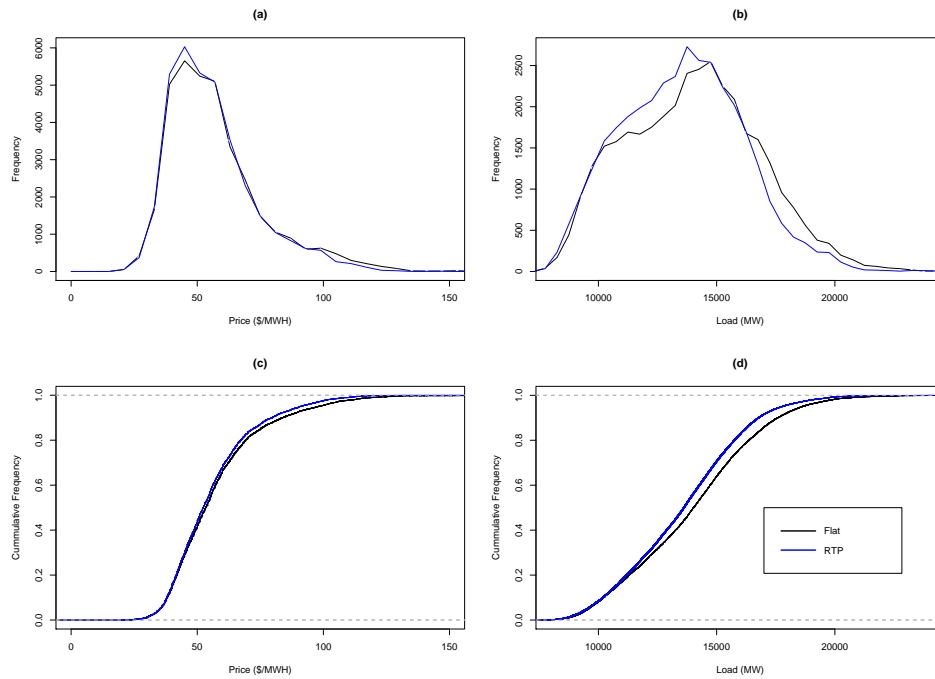 (a)
Frequency
0 1000 2000 3000 4000 5000 6000
0 50 100 150
Price ($/MWH)
(b)
Frequency
0 500 1000 1500 2000 2500
10000 15000 20000
Load (MW)
(c)
Cummulative Frequency
0.0 0.2 0.4 0.6 0.8 1.0
0 50 100 150
Price ($/MWH)
(d)
Cummulative Frequency
0.0 0.2 0.4 0.6 0.8 1.0
10000 15000 20000
Load (MW)
Flat
RTP